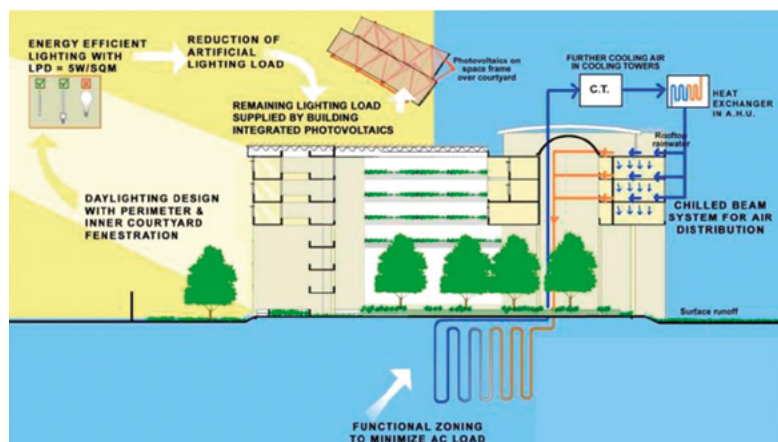 ENERGY EFFICIENT
LIGHTING WITH
LPD = 5W/SQM
REDUCTION OF
ARTIFICIAL
LIGHTING LOAD
Photovoltaics on
space frame
over courtyard
REMAINING LIGHTING LOAD
SUPPLIED BY BUILDING
INTEGRATED PHOTOVOLTAICS
DAYLIGHTING DESIGN
WITH PERIMETER &
INNER COURTYARD
FENESTRATION
FURTHER COOLING AIR
IN COOLING TOWERS
C.T.
HEAT
EXCHANGER
IN A.H.U.
Rooftop
rainwater
CHILLED BEAM
SYSTEM FOR AIR
DISTRIBUTION
Surface runoff
FUNCTIONAL ZONING
TO MINIMIZE AC LOAD